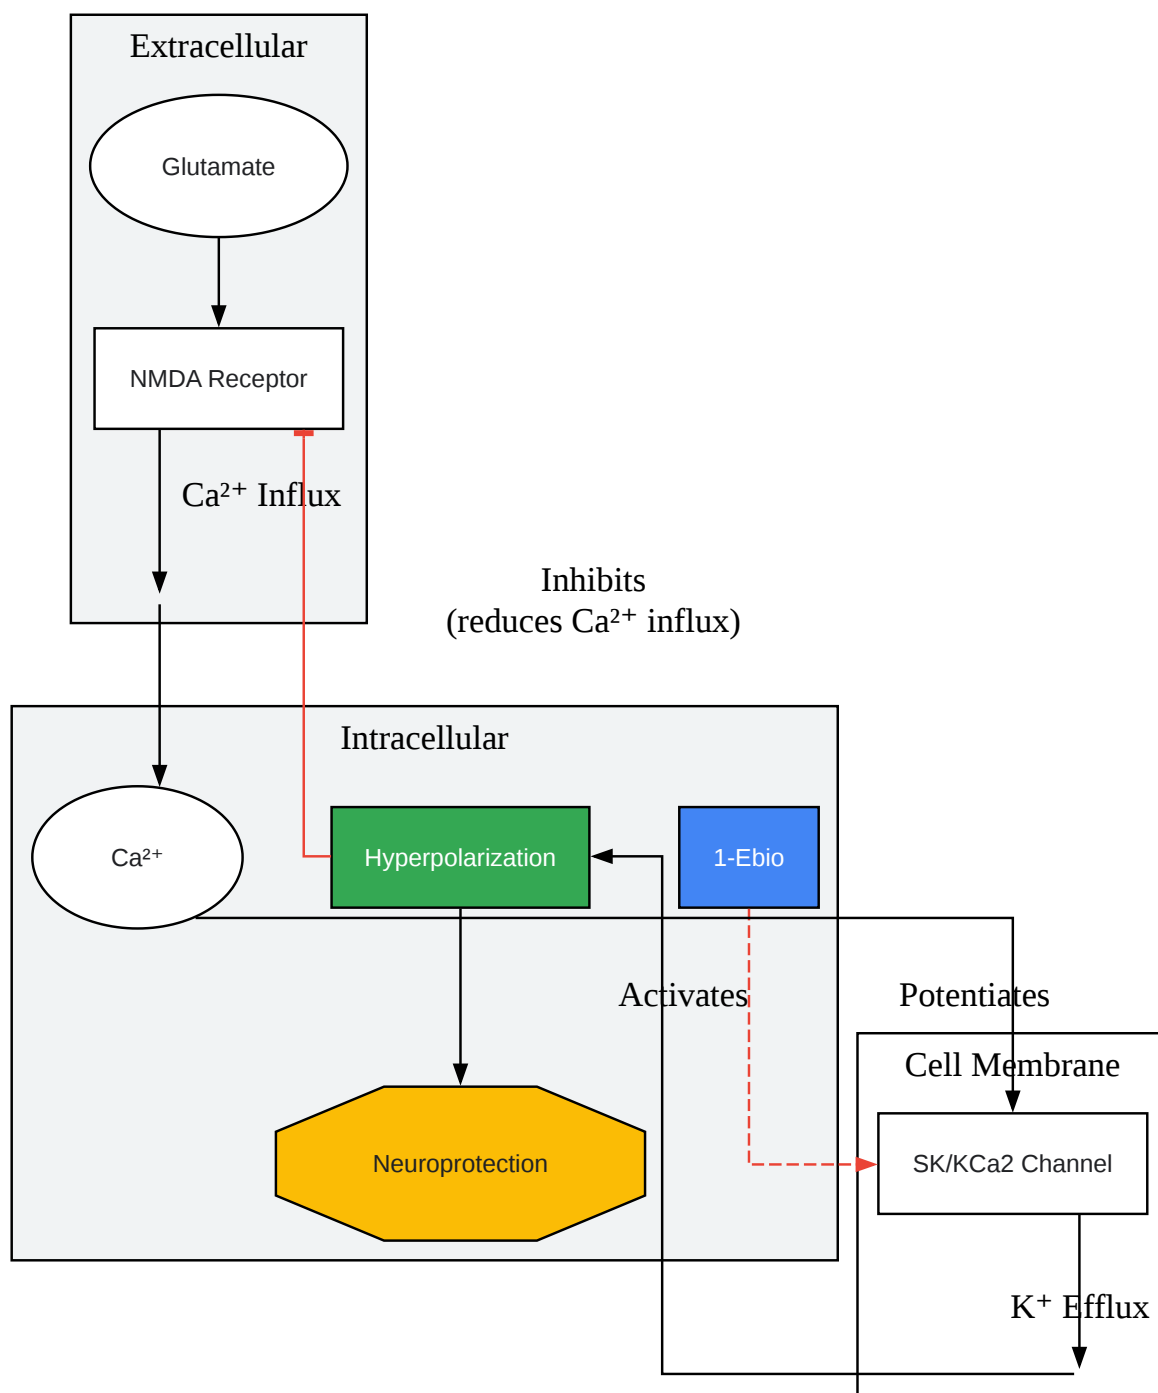 Extracellular
Glutamate
NMDA Receptor
Ca²⁺ Influx
Inhibits
(reduces Ca²⁺ influx)
Intracellular
Ca²⁺
Hyperpolarization
1-Ebio
Activates
Potentiates
Cell Membrane
Neuroprotection
SK/KCa2 Channel
K⁺ Efflux